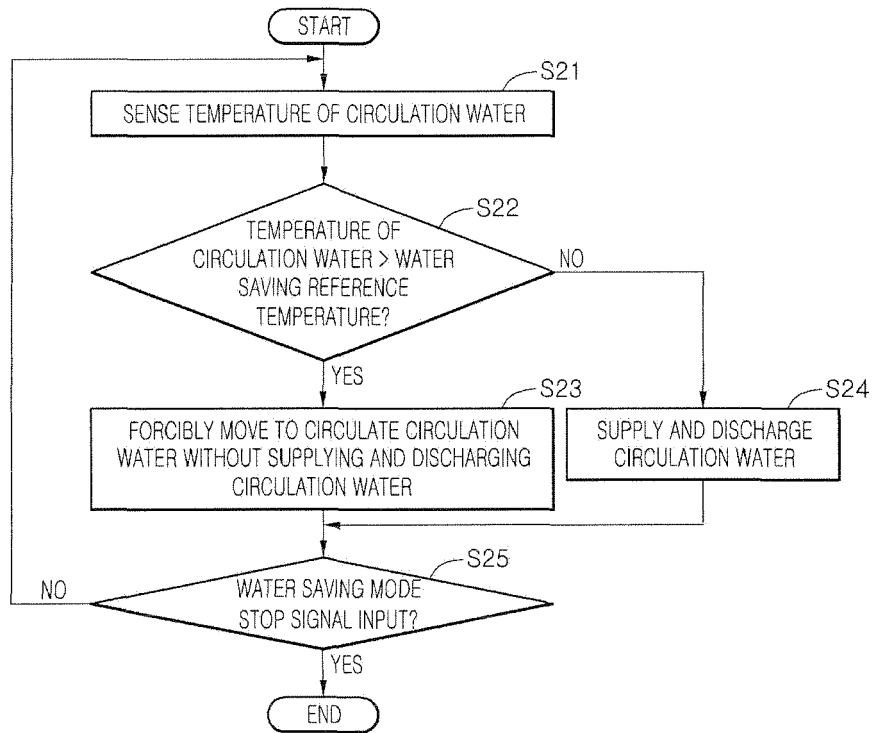 START
S21
SENSE TEMPERATURE OF CIRCULATION WATER
S22
TEMPERATURE OF
CIRCULATION WATER > WATER
SAVING REFERENCE
TEMPERATURE?
NO
YES
S23
FORCIBLY MOVE TO CIRCULATE CIRCULATION
WATER WITHOUT SUPPLYING AND DISCHARGING
CIRCULATION WATER
S24
SUPPLY AND DISCHARGE
CIRCULATION WATER
S25
WATER SAVING MODE
STOP SIGNAL INPUT?
NO
YES
END